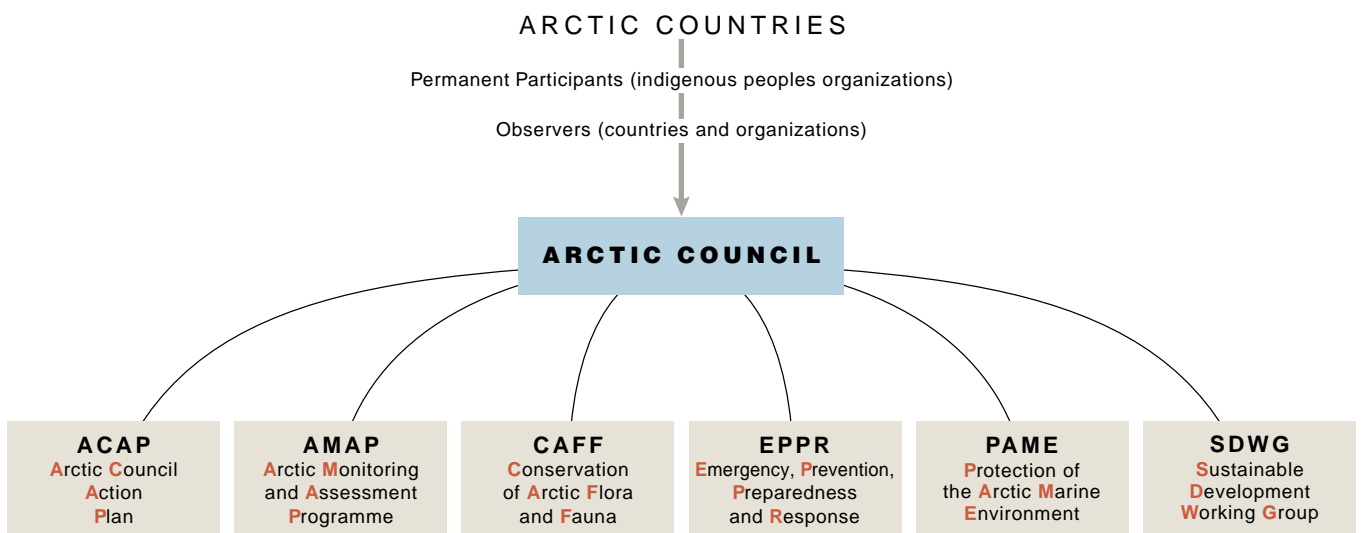 ARCTIC COUNTRIES
Permanent Participants (indigenous peoples organizations)
Observers (countries and organizations)
ARCTIC COUNCIL
ACAP
Arctic Council
Action
Plan
AMAP
Arctic Monitoring
and Assessment
Programme
CAFF
Conservation
of Arctic Flora
and Fauna
EPPR
Emergency, Prevention,
Preparedness
and Response
PAME
Protection of
the Arctic Marine
Environment
SDWG
Sustainable
Development
Working Group